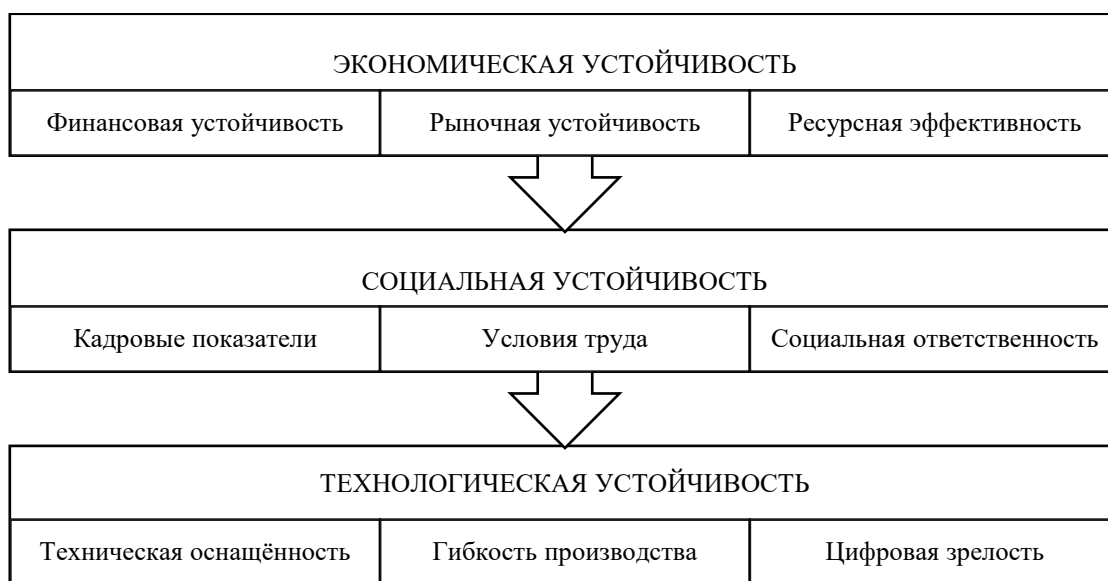 ЭКОНОМИЧЕСКАЯ УСТОЙЧИВОСТЬ
Финансовая устойчивость
Рыночная устойчивость
Ресурсная эффективность
СОЦИАЛЬНАЯ УСТОЙЧИВОСТЬ
Кадровые показатели
Условия труда
Социальная ответственность
ТЕХНОЛОГИЧЕСКАЯ УСТОЙЧИВОСТЬ
Техническая оснащённость
Гибкость производства
Цифровая зрелость